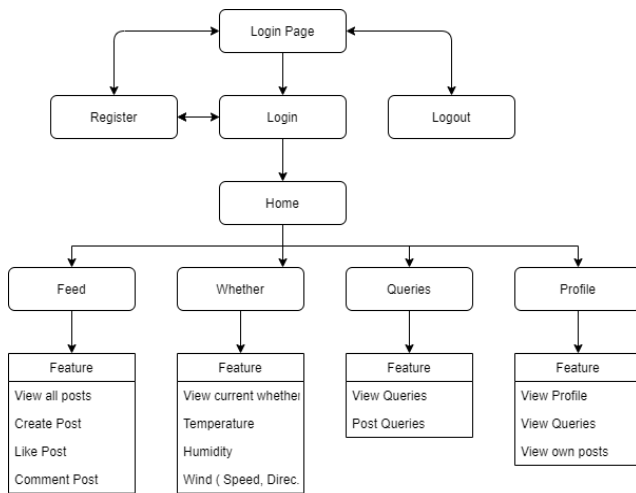 Login Page
Register
Login
Logout
Home
Feed
Whether
Queries
Profile
Feature
View all posts
Create Post
Like Post
Comment Post
Feature
View current whether
Temperature
Humidity
Wind ( Speed, Direc.
Feature
View Queries
Post Queries
Feature
View Profile
View Queries
View own posts